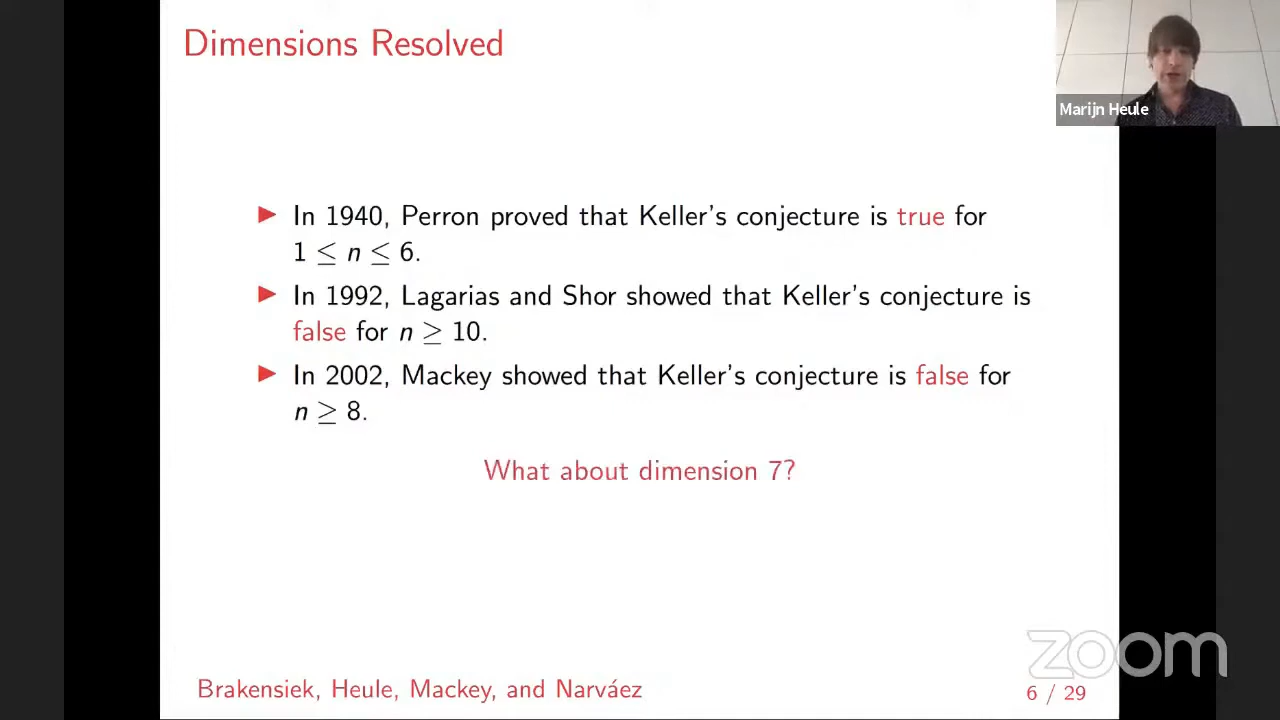 Dimensions Resolved
Marijn Heule
▶ In 1940, Perron proved that Keller's conjecture is true for
1 ≤ n ≤ 6.
▶ In 1992, Lagarias and Shor showed that Keller's conjecture is
false for n ≥ 10.
▶ In 2002, Mackey showed that Keller's conjecture is false for
n ≥ 8.
What about dimension 7?
zoom
Brakensiek, Heule, Mackey, and Narváez
6 / 29